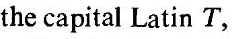 the capital Latin T,